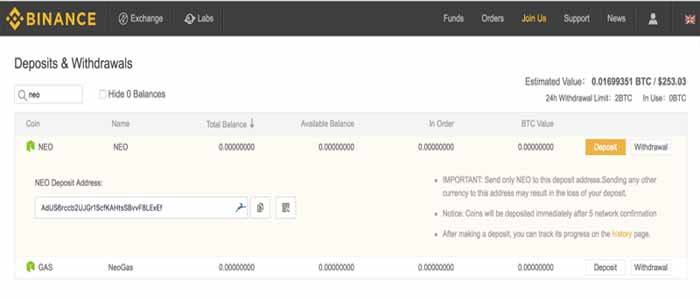 BINANCE Exchange Labs Funds Orders Join Us Support News
Deposits & Withdrawals
Estimated Value: 0.01699351 BTC / $253.03
neo Hide 0 Balances
24h Withdrawal Limit: 2BTC In Use: 0BTC
Coin Name Total Balance ↓ Available Balance In Order BTC Value
NEO NEO 0.00000000 0.00000000 0.00000000 0.00000000 Deposit Withdrawal
NEO Deposit Address:
IMPORTANT: Send only NEO to this deposit address.Sending any other
currency to this address may result in the loss of your deposit.
Notice: Coins will be deposited immediately after 5 network confirmation
After making a deposit, you can track its progress on the history page.
GAS NeoGas 0.00000000 0.00000000 0.00000000 0.00000000 Deposit Withdrawal